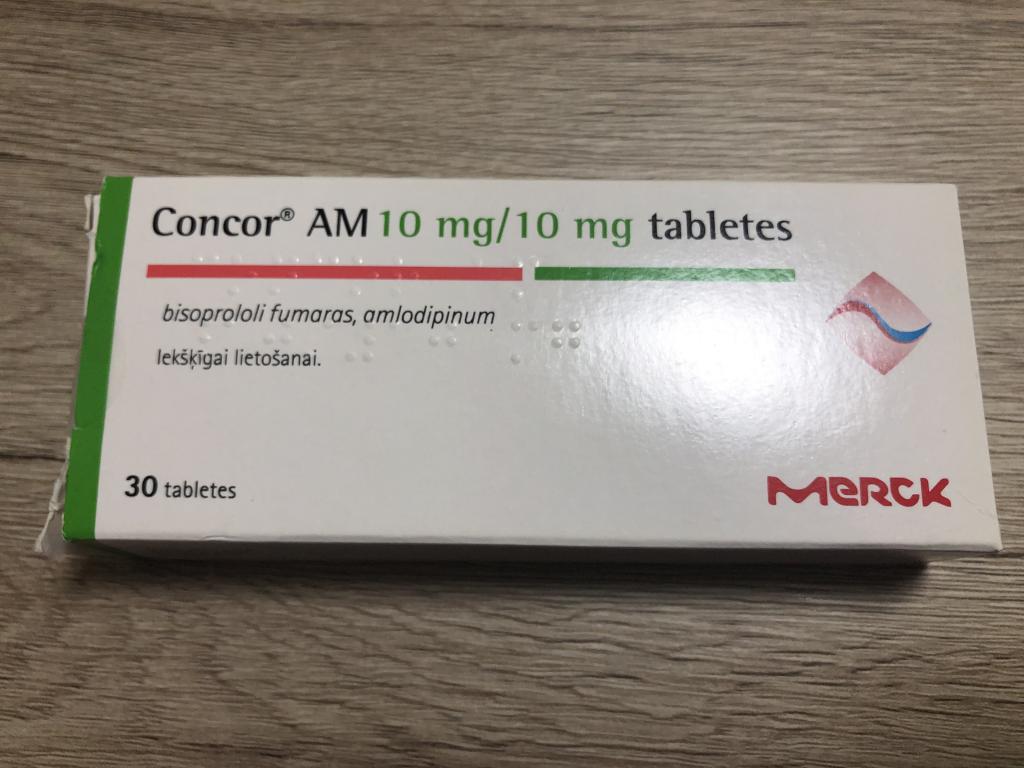 Concor® AM 10 mg/10 mg tabletes
bisoprololi fumaras, amlodipinum
Iekšķīgai lietošanai.
30 tabletes
MERCK